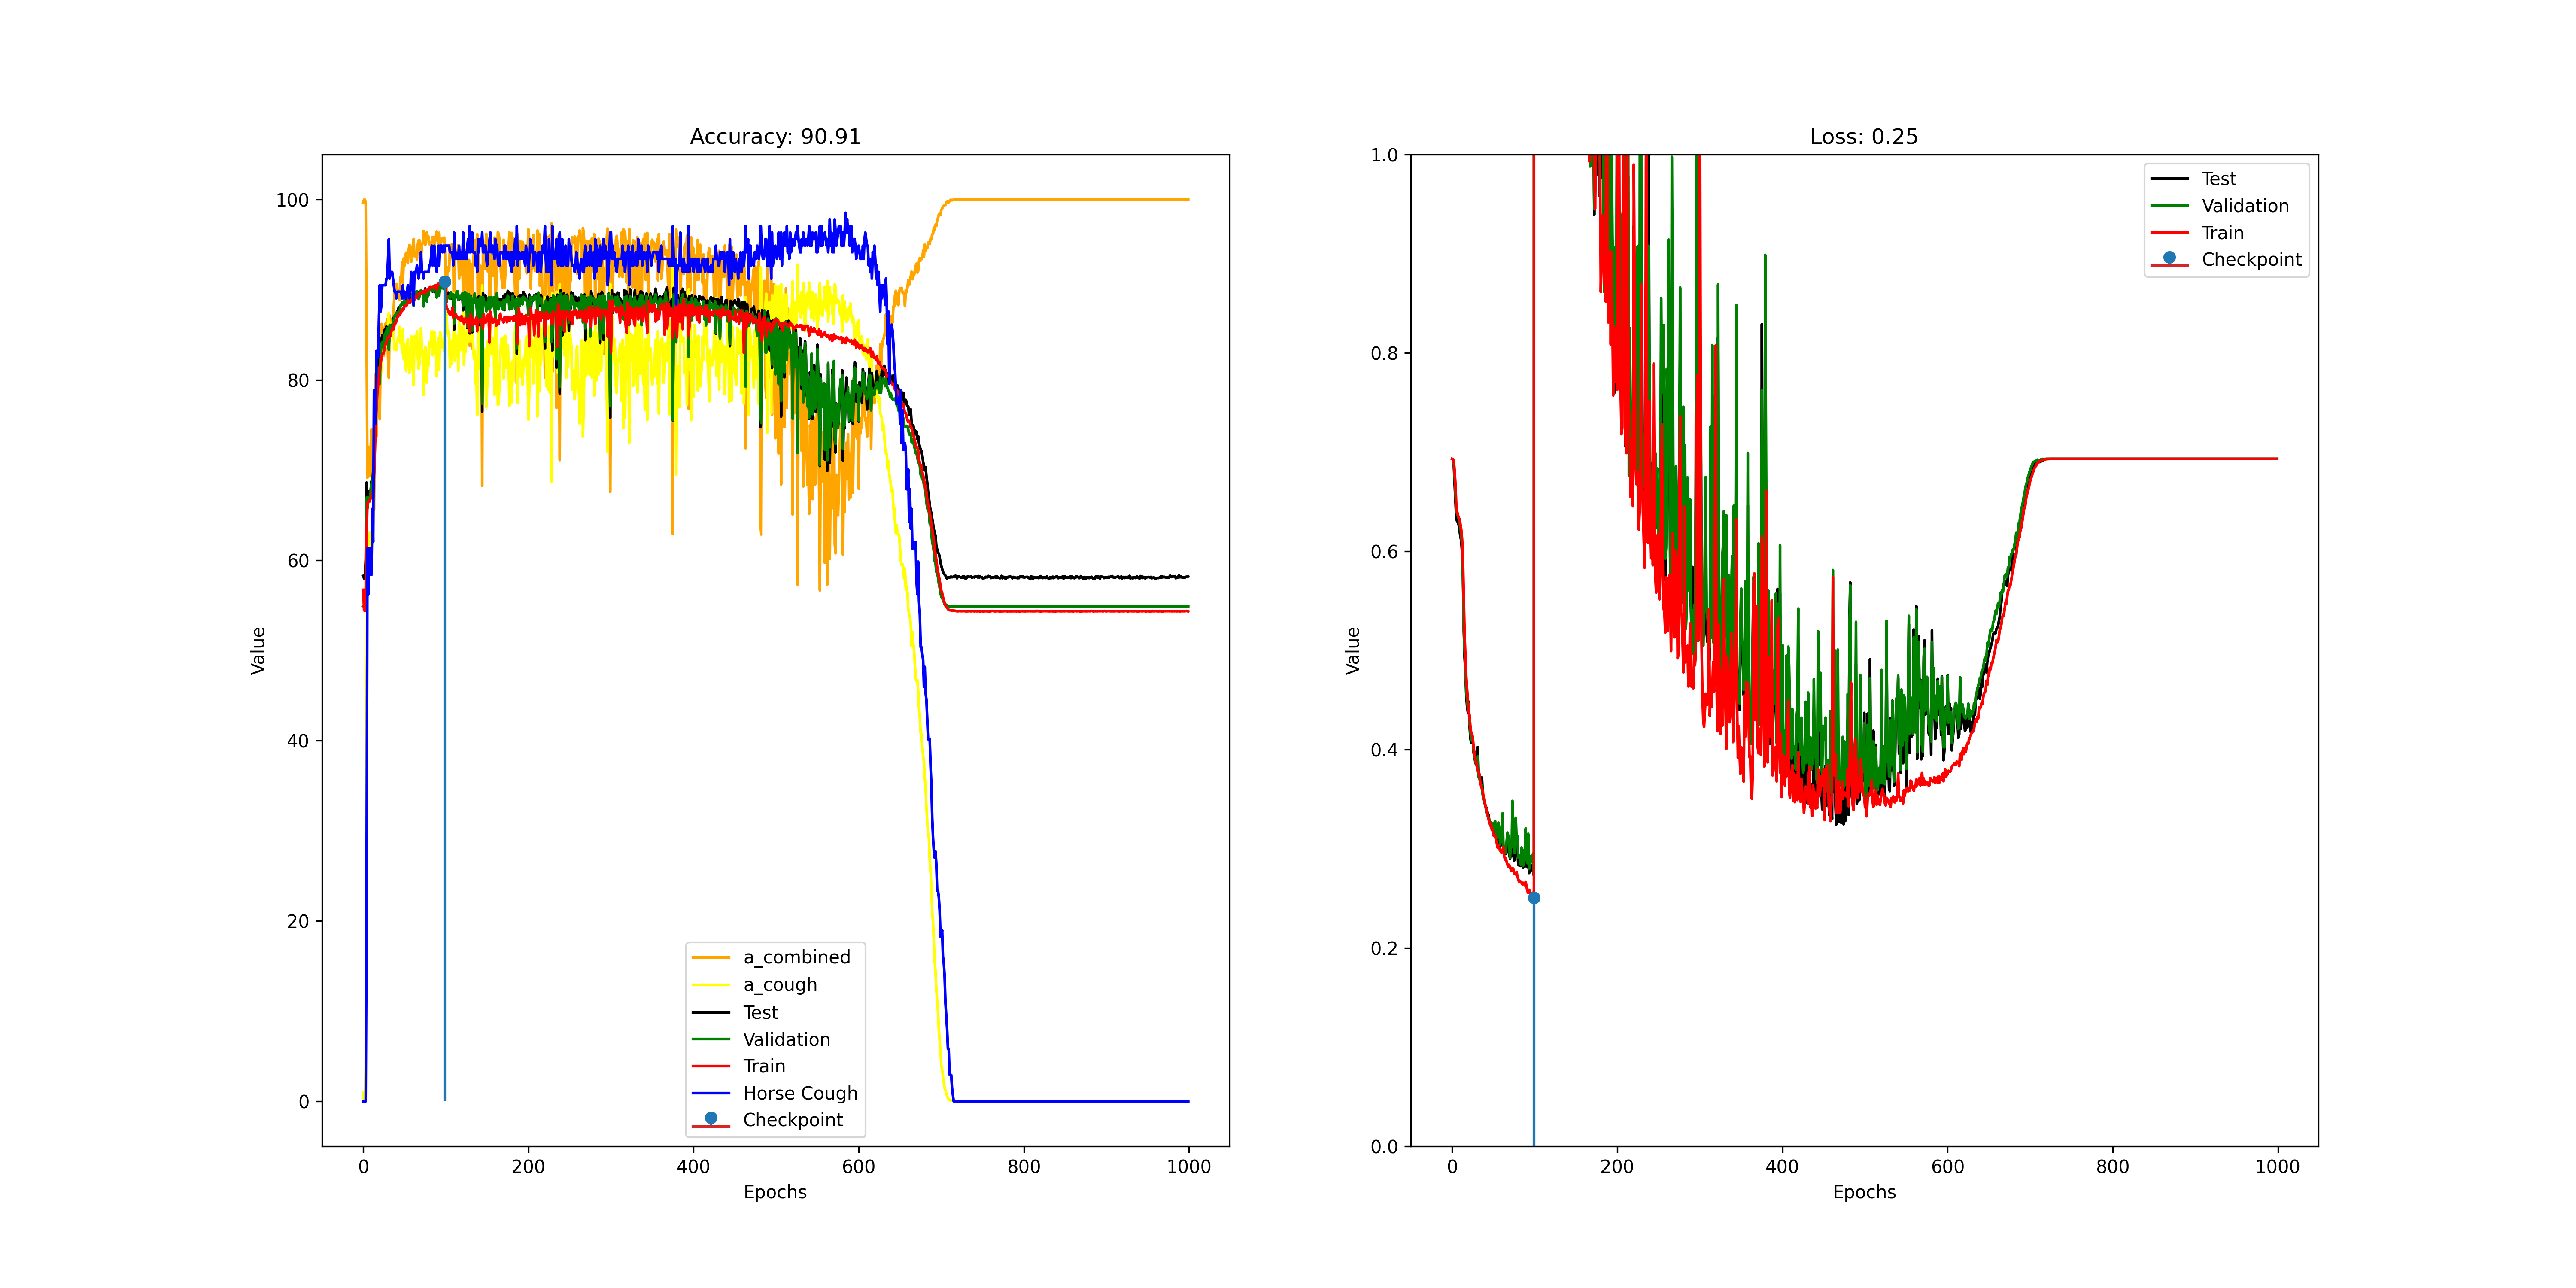 Accuracy: 90.91
100
80
60
40
20
0
Value
0 200 400 600 800 1000
Epochs
a_combined
a_cough
Test
Validation
Train
Horse Cough
Checkpoint
Loss: 0.25
1.0
0.8
0.6
0.4
0.2
0.0
Value
0 200 400 600 800 1000
Epochs
Test
Validation
Train
Checkpoint